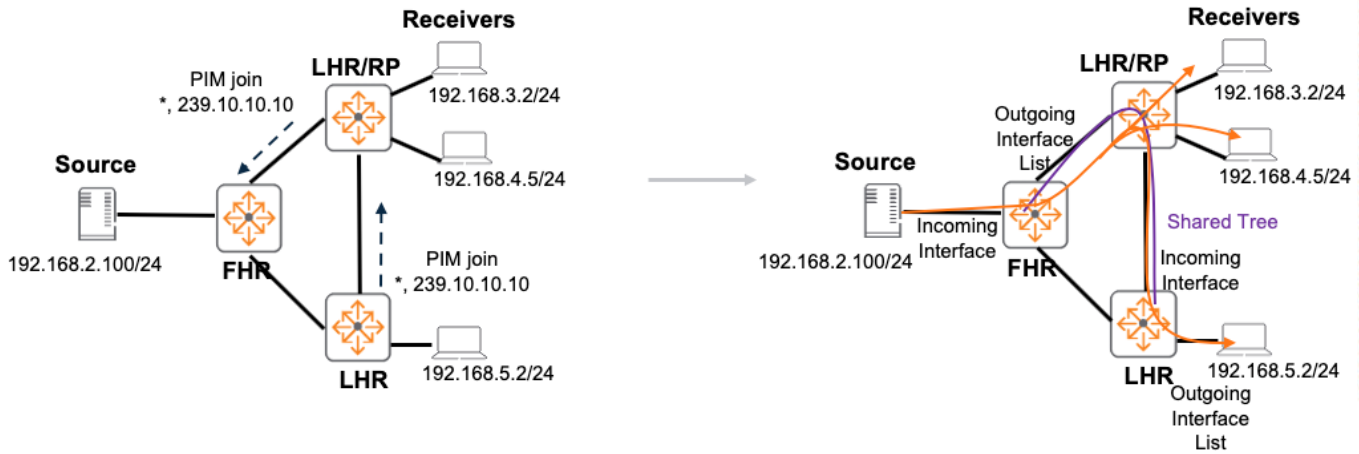 Receivers
LHR/RP
PIM join
*, 239.10.10.10
192.168.3.2/24
Source
192.168.4.5/24
192.168.2.100/24
FHR
PIM join
*, 239.10.10.10
192.168.5.2/24
LHR
Receivers
LHR/RP
192.168.3.2/24
Outgoing
Interface
List
Source
192.168.4.5/24
Incoming
Interface
Shared Tree
192.168.2.100/24
FHR
Incoming
Interface
192.168.5.2/24
LHR
Outgoing
Interface
List